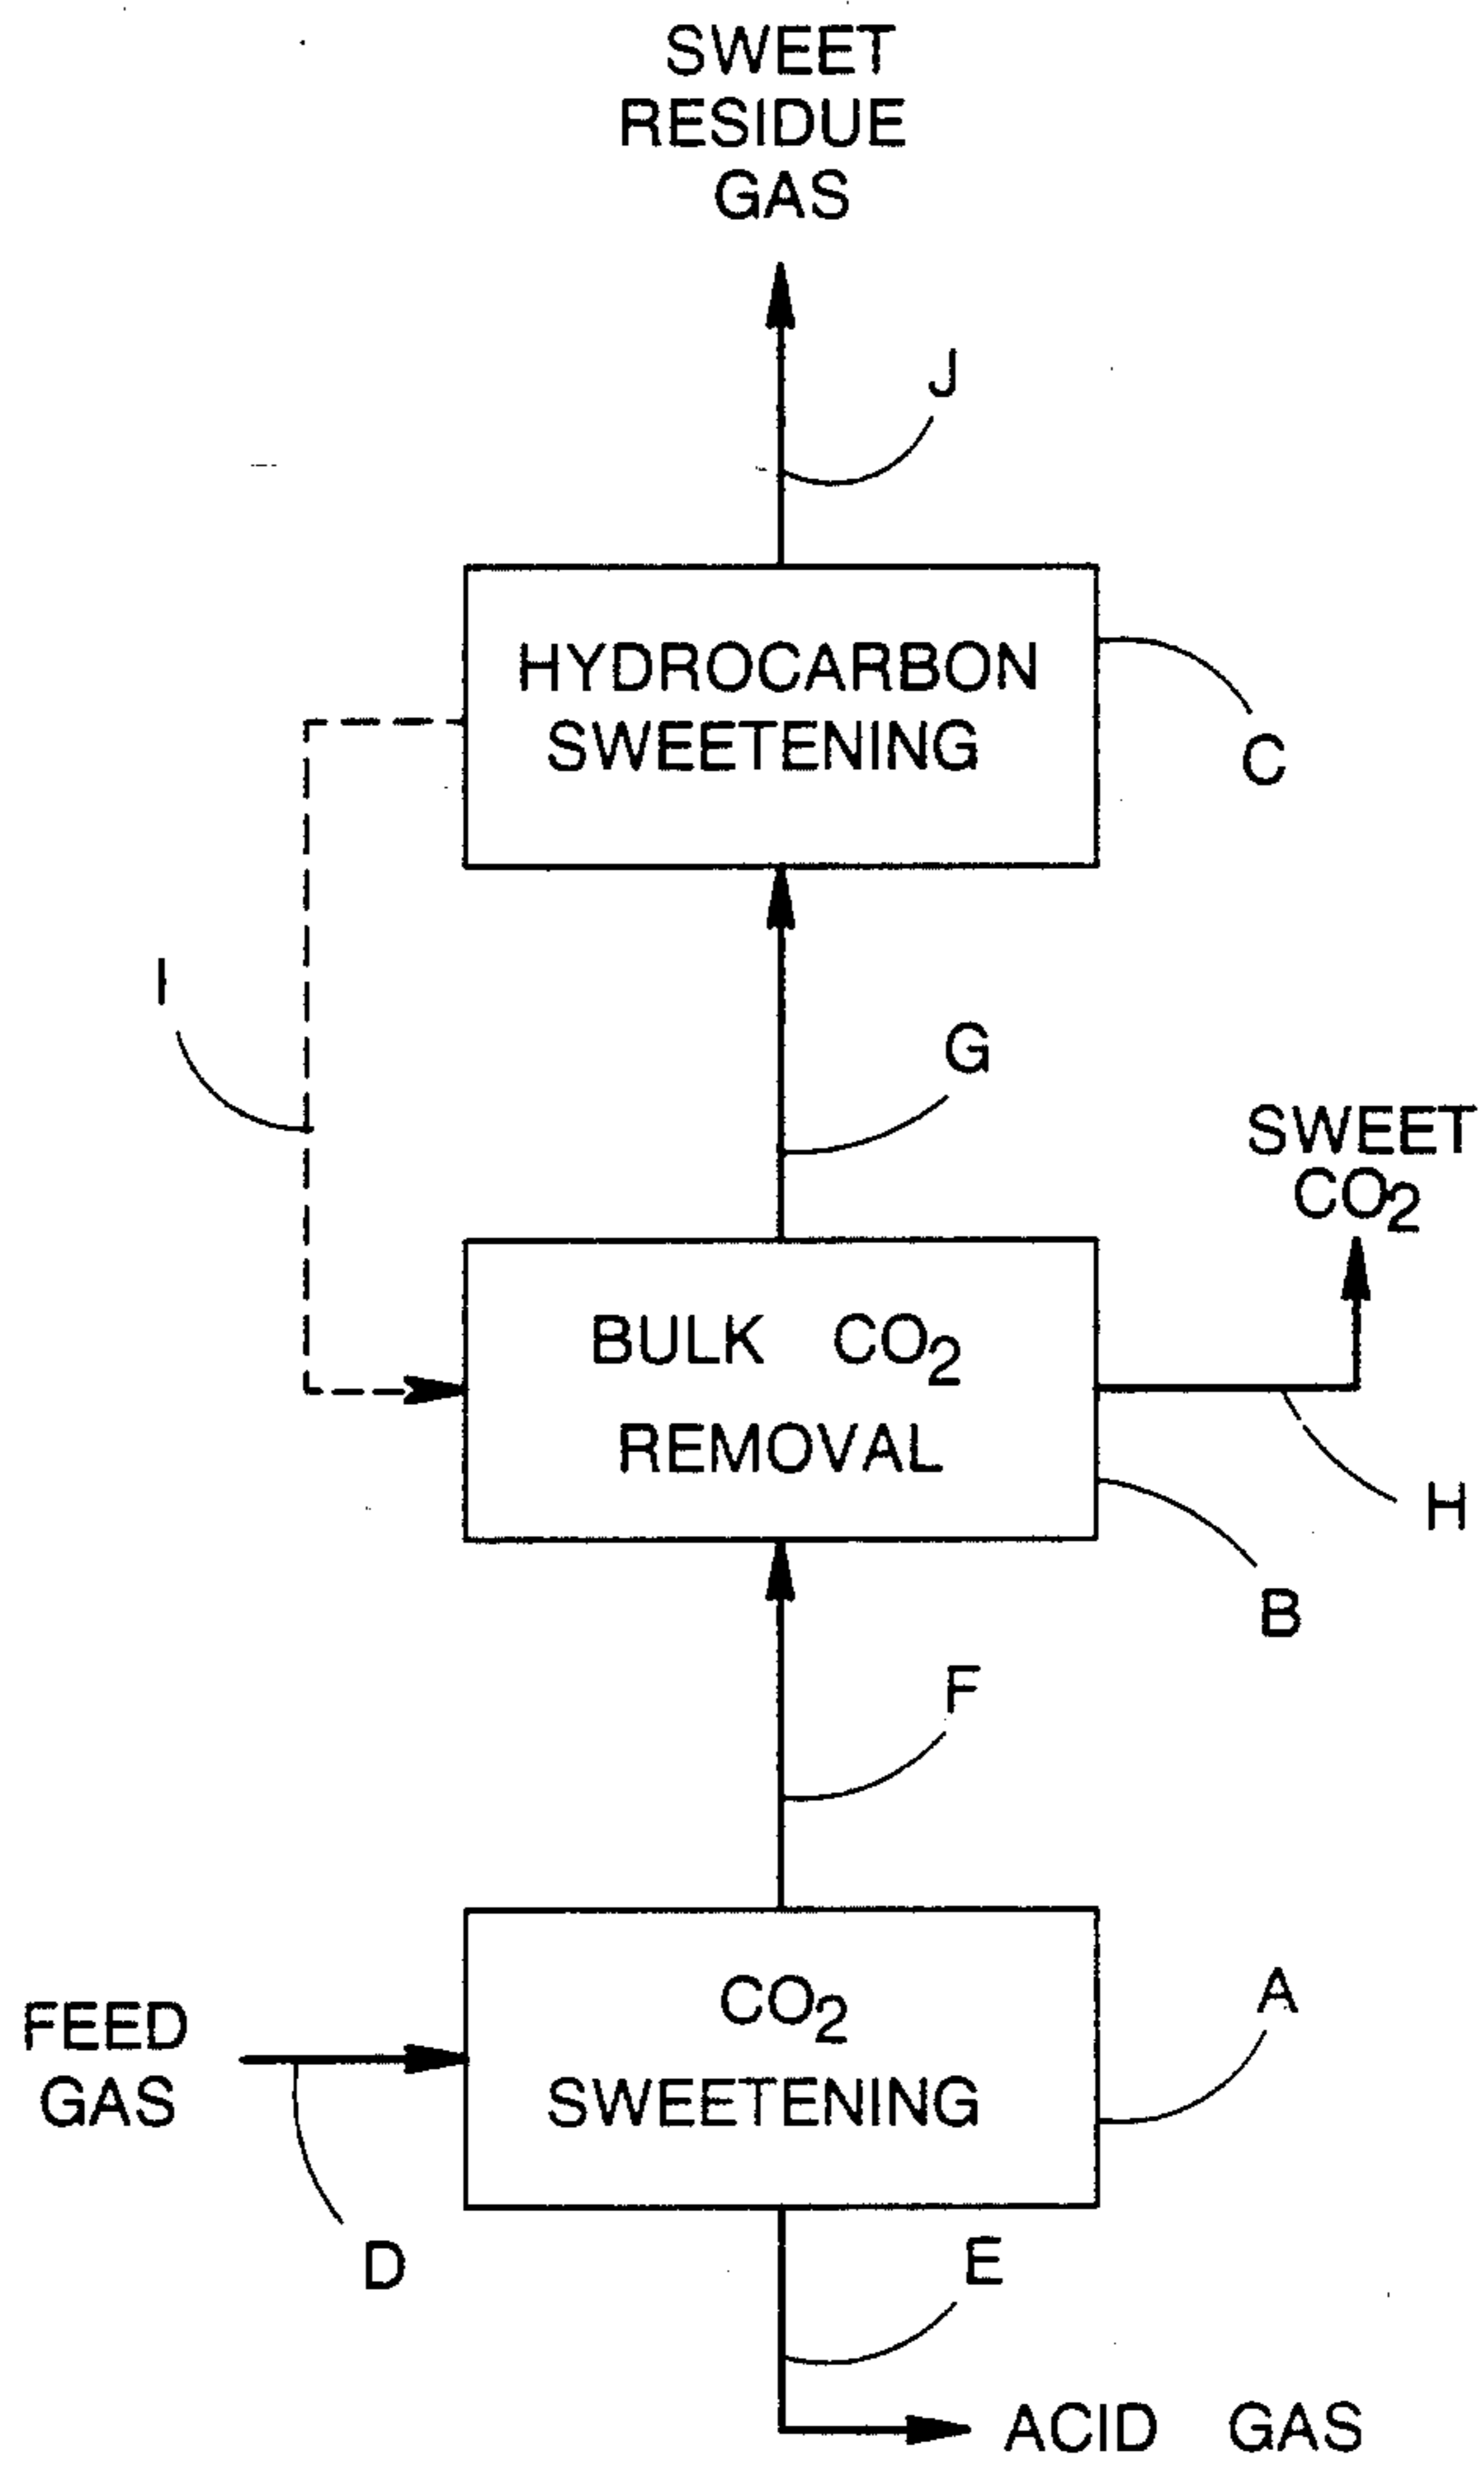 SWEET
RESIDUE
GAS
J
HYDROCARBON
SWEETENING
C
I
G
SWEET
CO2
BULK CO2
REMOVAL
H
B
F
CO2
SWEETENING
A
FEED
GAS
D
E
ACID GAS